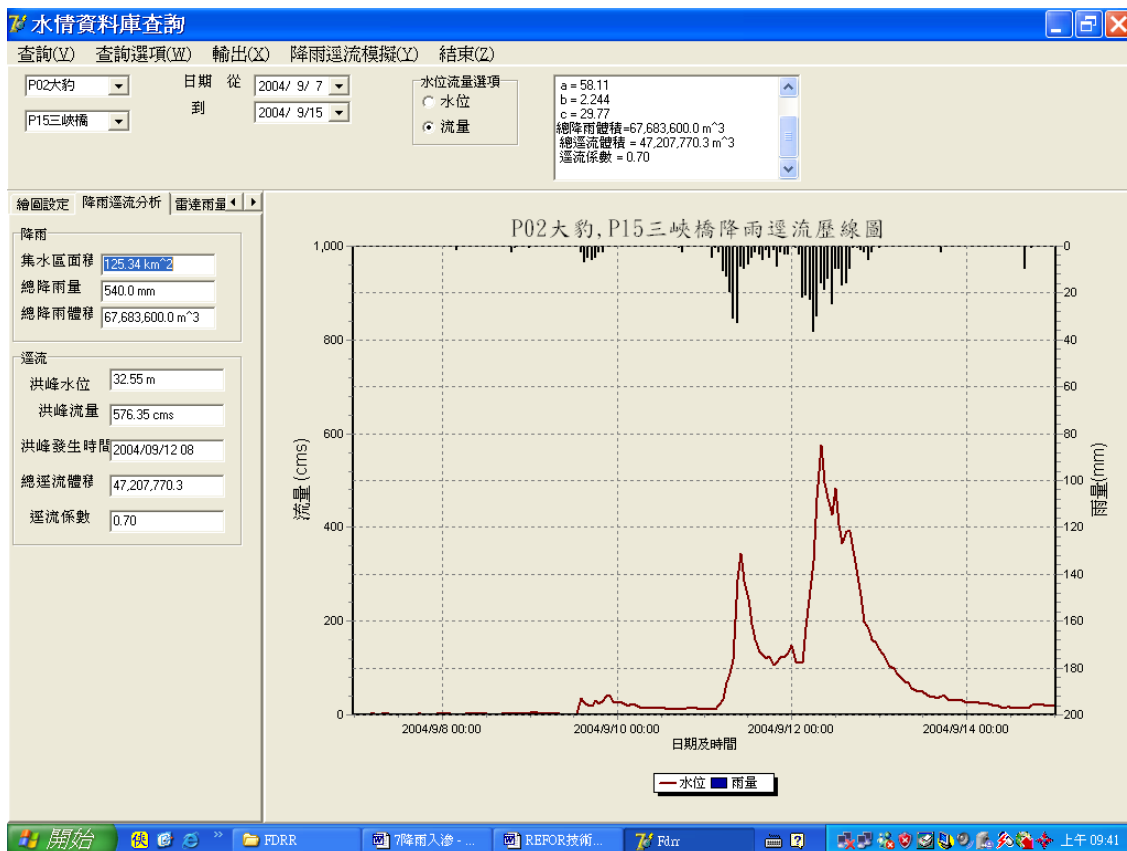 水情資料庫查詢
查詢(V) 查詢選項(W) 輸出(X) 降雨逕流模擬(Y) 結束(Z)
P02大豹
P15三峽橋
日期 從 2004/ 9/ 7
到 2004/ 9/15
水位流量選項
水位
流量
a = 58.11
b = 2.244
c = 29.77
總降雨體積=67,683,600.0 m^3
總逕流體積 = 47,207,770.3 m^3
逕流係數 = 0.70
繪圖設定 降雨逕流分析 雷達雨量
降雨
集水區面積 125.34 km^2
總降雨量 540.0 mm
總降雨體積 67,683,600.0 m^3
逕流
洪峰水位 32.55 m
洪峰流量 576.35 cms
洪峰發生時間 2004/09/12 08
總逕流體積 47,207,770.3
逕流係數 0.70
P02大豹,P15三峽橋降雨逕流歷線圖
1,000
800
600
400
200
0
流量 (cms)
0
20
40
60
80
100
120
140
160
180
200
雨量(mm)
2004/9/8 00:00 2004/9/10 00:00 2004/9/12 00:00 2004/9/14 00:00
日期及時間
水位 雨量
開始 FDRR 7降雨入滲 - ... REFOR技術... Fdrr 上午 09:41